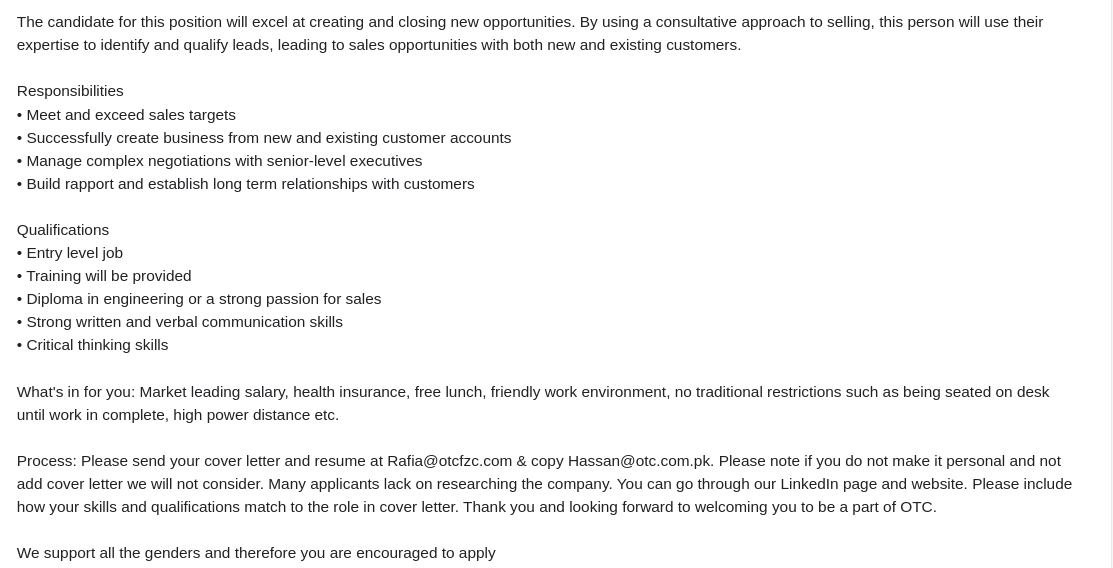 The candidate for this position will excel at creating and closing new opportunities. By using a consultative approach to selling, this person will use their
expertise to identify and qualify leads, leading to sales opportunities with both new and existing customers.
Responsibilities
• Meet and exceed sales targets
• Successfully create business from new and existing customer accounts
• Manage complex negotiations with senior-level executives
• Build rapport and establish long term relationships with customers
Qualifications
• Entry level job
• Training will be provided
• Diploma in engineering or a strong passion for sales
• Strong written and verbal communication skills
• Critical thinking skills
What's in for you: Market leading salary, health insurance, free lunch, friendly work environment, no traditional restrictions such as being seated on desk
until work in complete, high power distance etc.
Process: Please send your cover letter and resume at Rafia@otcfzc.com & copy Hassan@otc.com.pk. Please note if you do not make it personal and not
add cover letter we will not consider. Many applicants lack on researching the company. You can go through our LinkedIn page and website. Please include
how your skills and qualifications match to the role in cover letter. Thank you and looking forward to welcoming you to be a part of OTC.
We support all the genders and therefore you are encouraged to apply